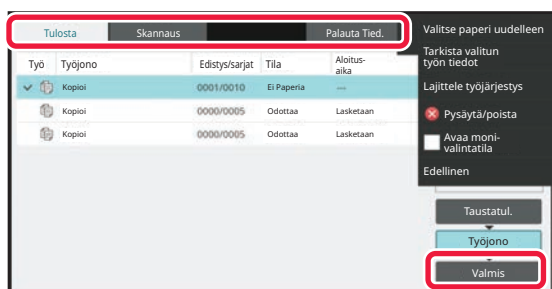 Tulosta Skannaus Palauta Tied.
Työ Työjono Edistys/sarjat Tila Aloitus-
aika
Kopioi 0001/0010 Ei Paperia ---
Kopioi 0000/0005 Odottaa Lasketaan
Kopioi 0000/0005 Odottaa Lasketaan
Valitse paperi uudelleen
Tarkista valitun
työn tiedot
Lajittele työjärjestys
Pysäytä/poista
Avaa moni-
valintatila
Edellinen
Taustatul.
Työjono
Valmis